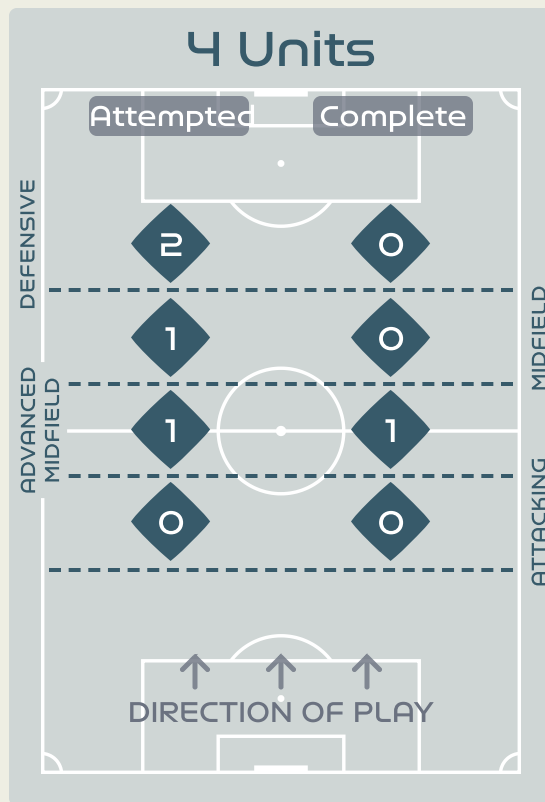 4 Units
Attempted Complete
DEFENSIVE
2 0
MIDFIELD
1 0
ADVANCED
MIDFIELD
1 1
ATTACKING
0 0
DIRECTION OF PLAY